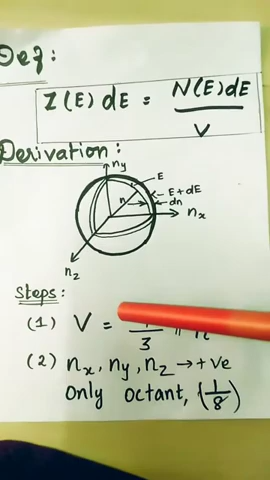 Def:
Z(E) dE = N(E)dE / V
Derivation:
ny
E
E + dE
n
dn
nx
nz
Steps:
(1) V =
3
(2) nx, ny, nz → +ve
Only octant, (1/8)